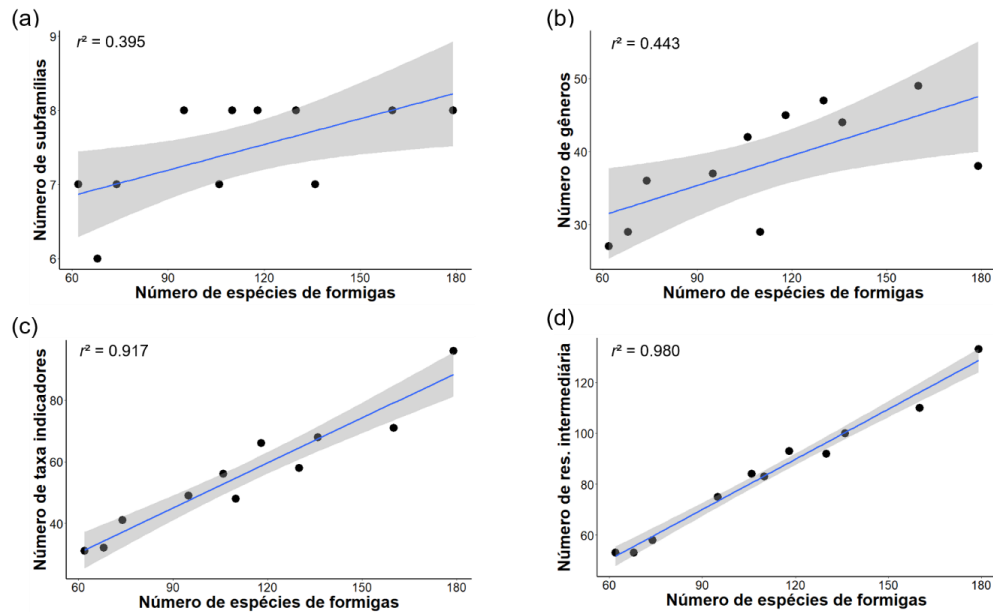 (a)
r² = 0.395
Número de subfamílias
9
8
7
6
60
90
120
150
180
Número de espécies de formigas
(b)
r² = 0.443
Número de gêneros
50
40
30
60
90
120
150
180
Número de espécies de formigas
(c)
r² = 0.917
Número de taxa indicadores
80
60
40
60
90
120
150
180
Número de espécies de formigas
(d)
r² = 0.980
Número de res. intermediária
120
100
80
60
60
90
120
150
180
Número de espécies de formigas